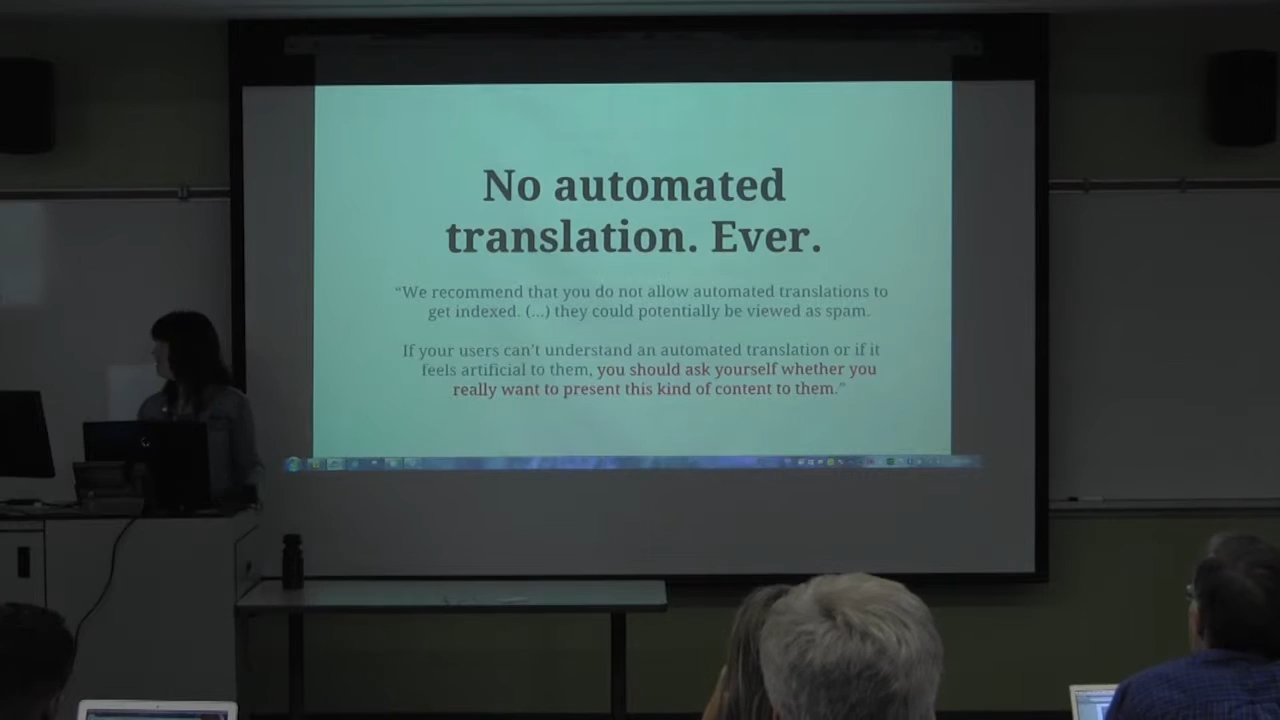 No automated
translation. Ever.
“We recommend that you do not allow automated translations to
get indexed. (...) they could potentially be viewed as spam.
If your users can't understand an automated translation or if it
feels artificial to them, you should ask yourself whether you
really want to present this kind of content to them.”